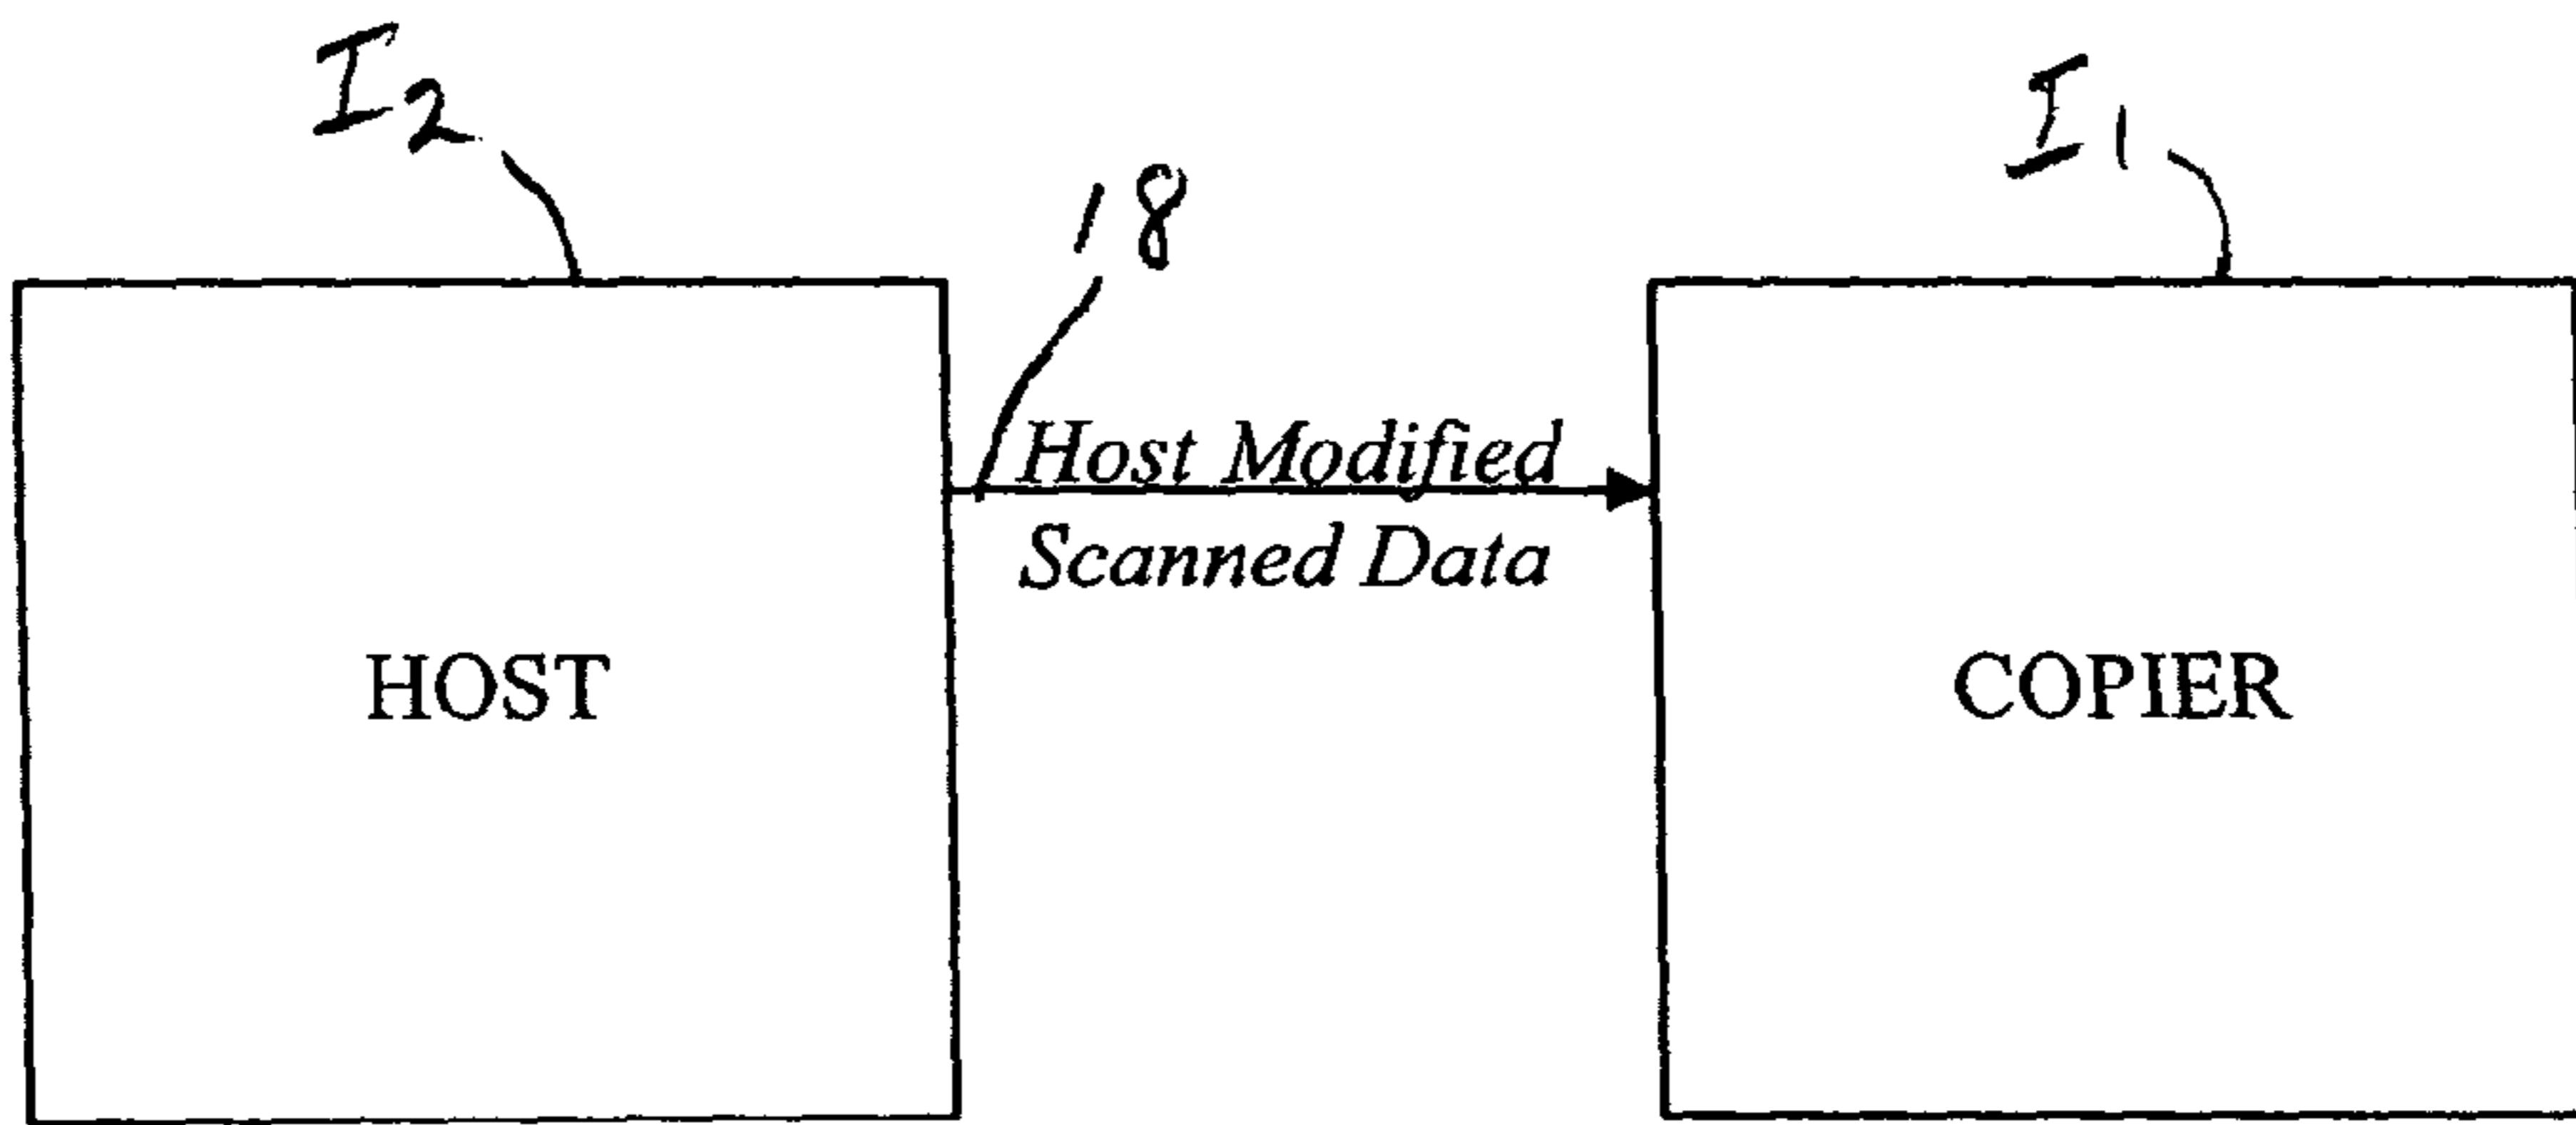 I2
I1
18
Host Modified
Scanned Data
HOST
COPIER